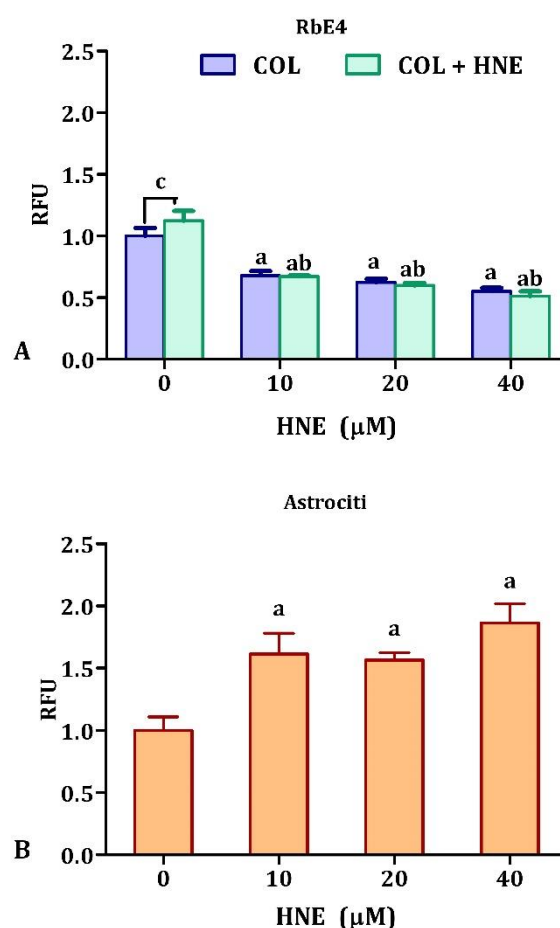 RbE4
2.5
COL COL + HNE
2.0
1.5
c
RFU
1.0
a ab a ab a ab
0.5
A
0.0
0 10 20 40
HNE (μM)
Astrociti
2.5
a
2.0
a a
1.5
RFU
1.0
0.5
B
0.0
0 10 20 40
HNE (μM)